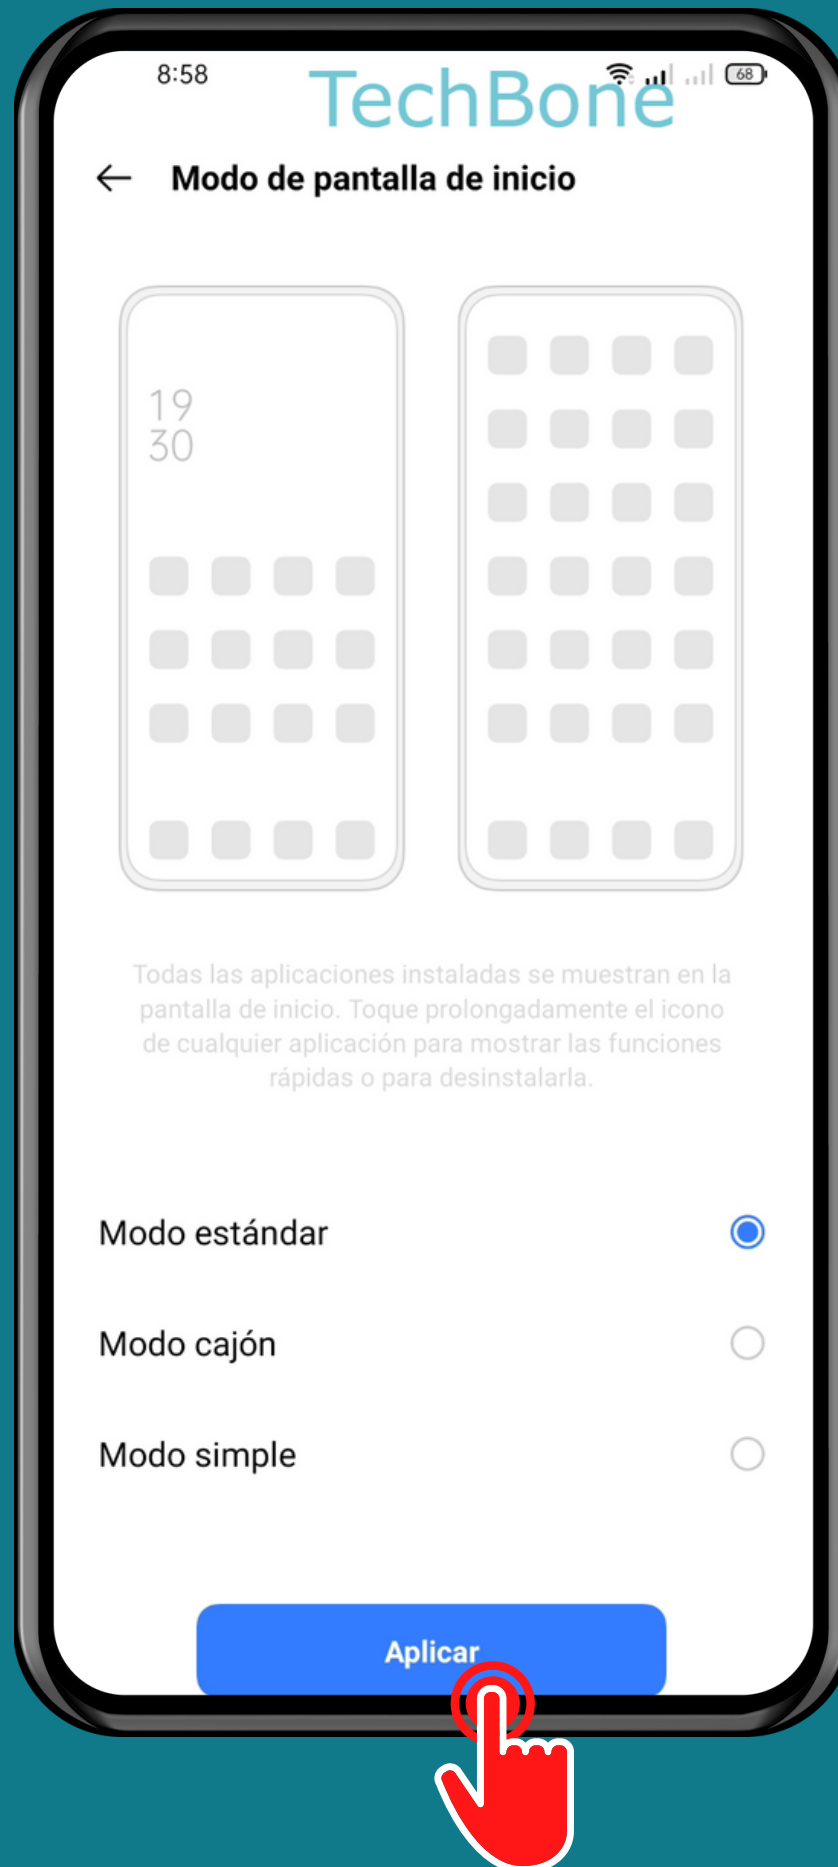 8:58
TechBone
68
Modo de pantalla de inicio
19
30
Todas las aplicaciones instaladas se muestran en la
pantalla de inicio. Toque prolongadamente el icono
de cualquier aplicación para mostrar las funciones
rápidas o para desinstalarla.
Modo estándar
Modo cajón
Modo simple
Aplicar